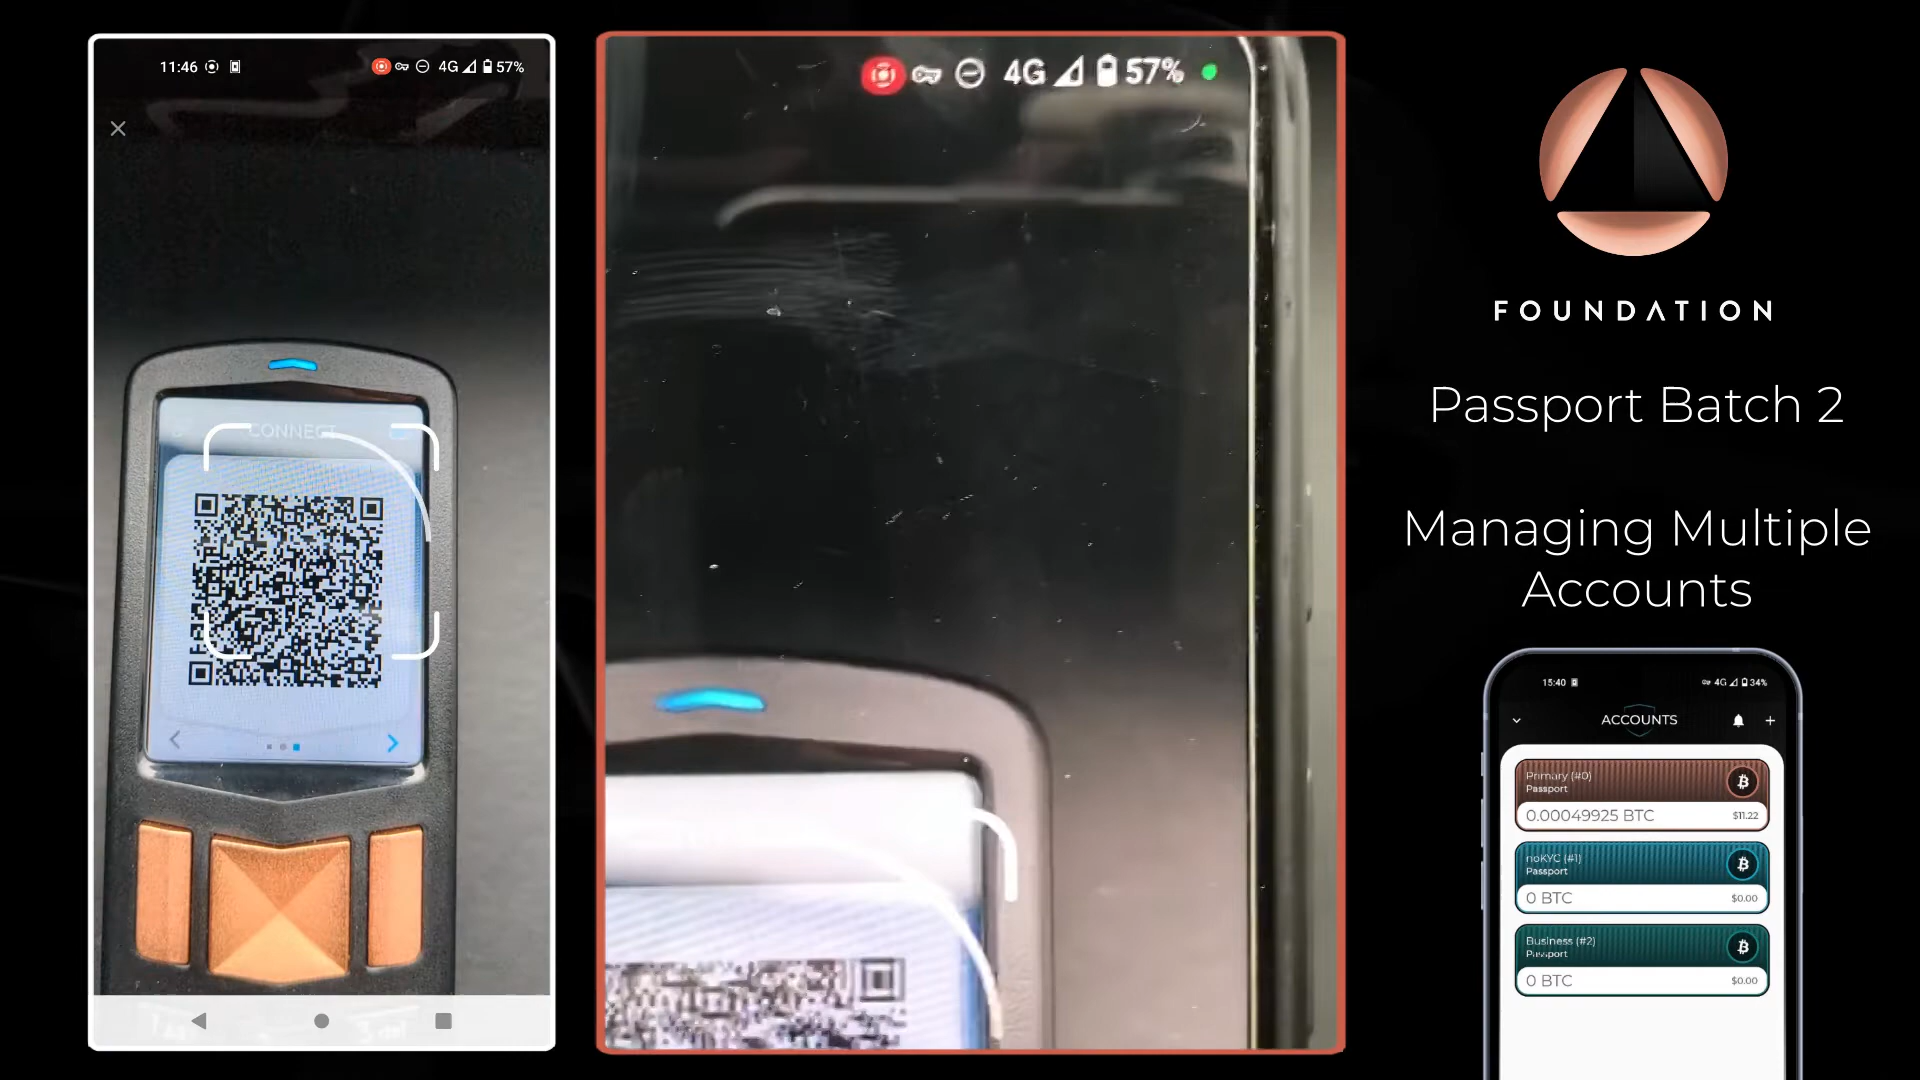 11:46
4G 57%
CONNECT
4G 57%
FOUNDATION
Passport Batch 2
Managing Multiple
Accounts
15:40
4G 34%
ACCOUNTS
Primary (#0)
Passport
0.00049925 BTC
$11.22
noKYC (#1)
Passport
0 BTC
$0.00
Business (#2)
Passport
0 BTC
$0.00